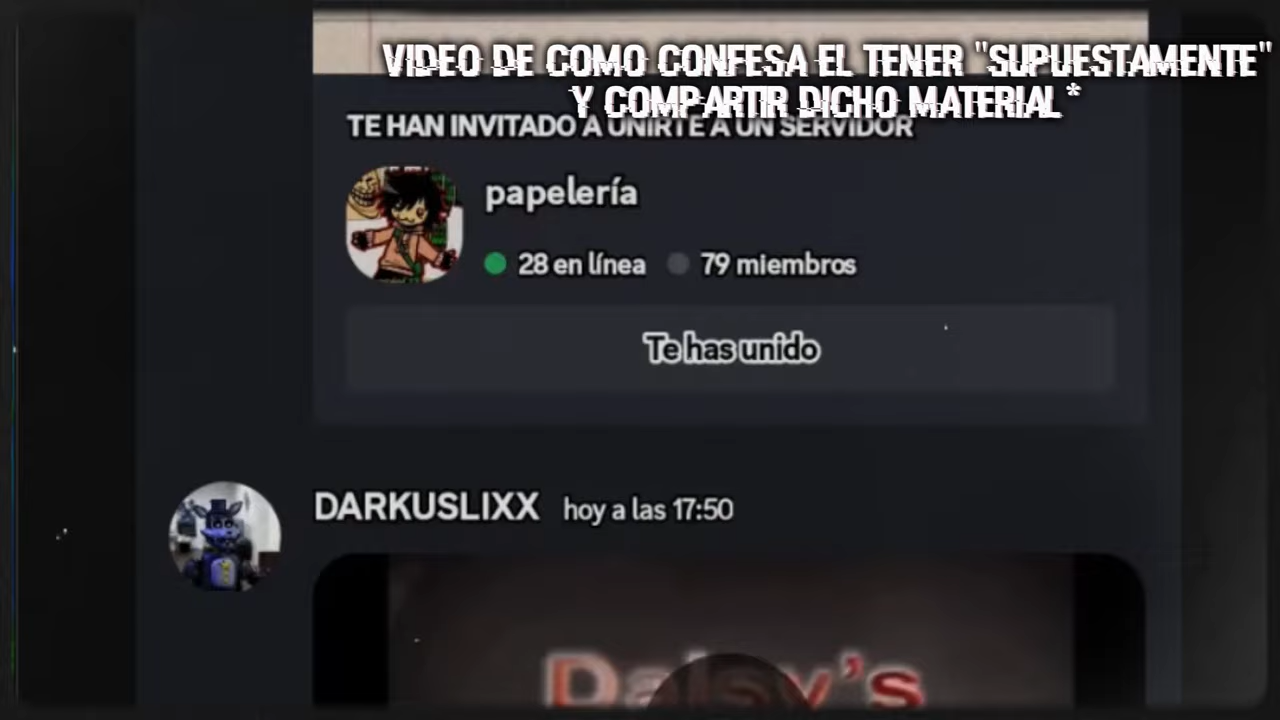 VIDEO DE COMO CONFESA EL TENER "SUPUESTAMENTE"
Y COMPARTIR DICHO MATERIAL*
TE HAN INVITADO A UNIRTE A UN SERVIDOR
papelería
28 en línea 79 miembros
Te has unido
DARKUSLIXX hoy a las 17:50
Daisy's